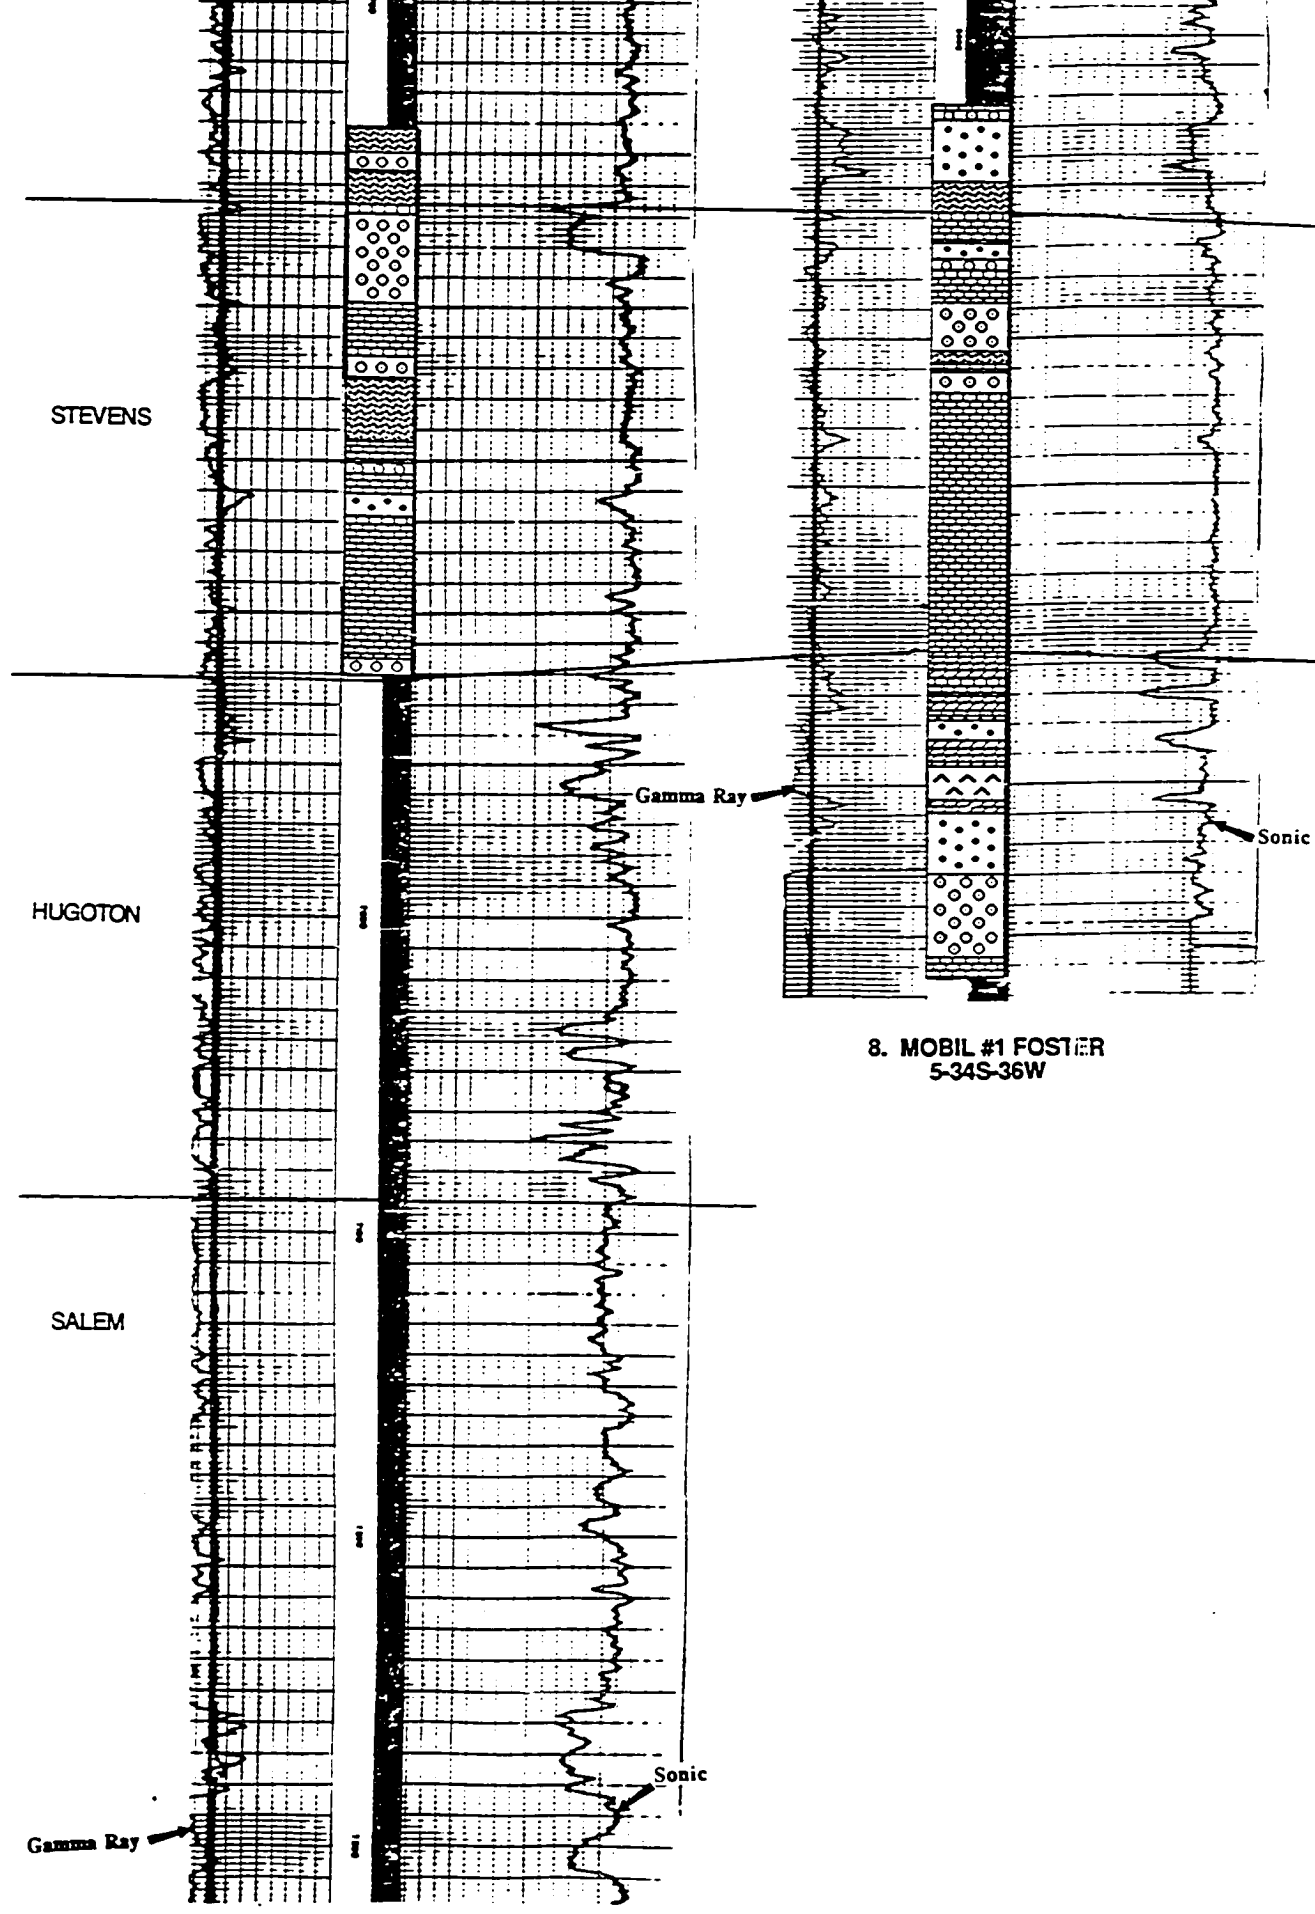 STEVENS
Gamma Ray
Sonic
HUGOTON
8. MOBIL #1 FOSTER
5-34S-36W
SALEM
Sonic
Gamma Ray